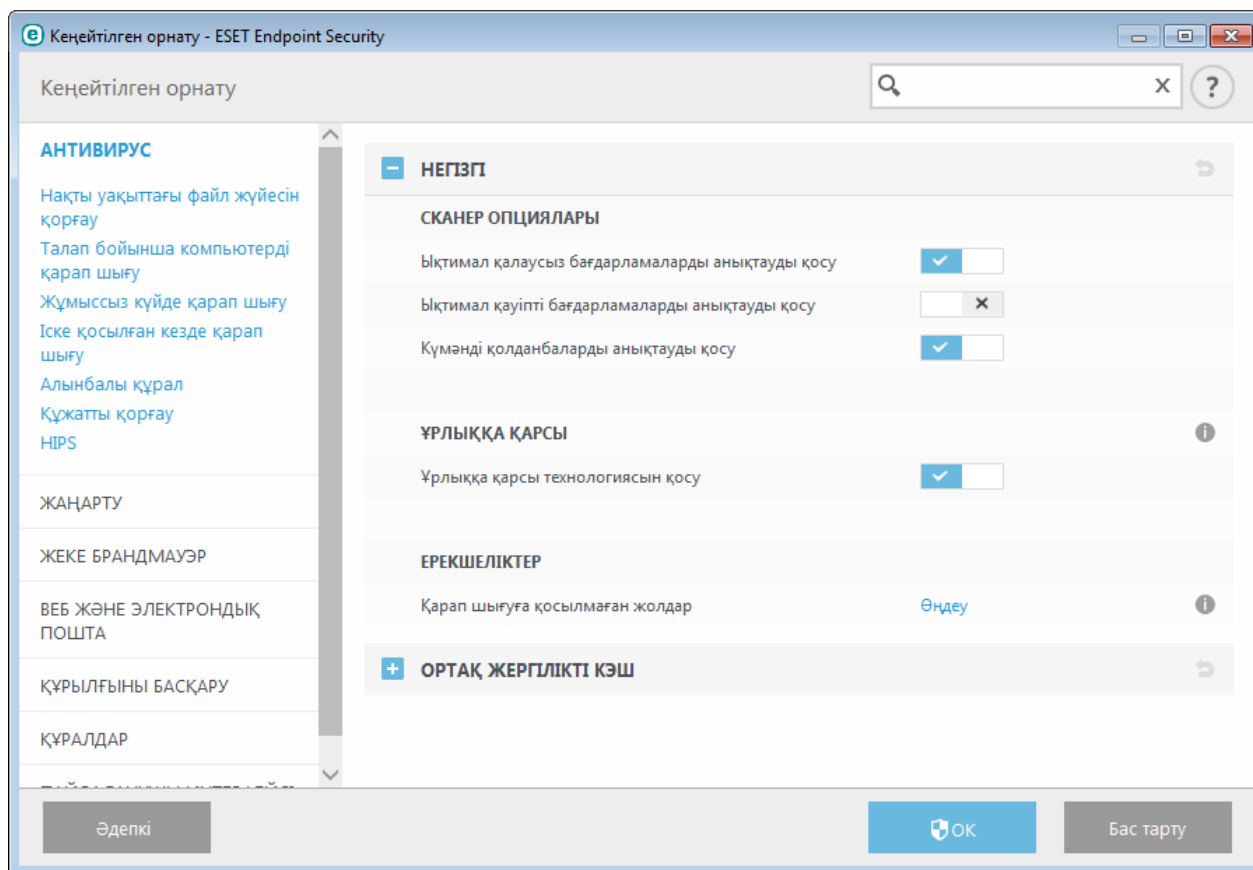 Кеңейтілген орнату - ESET Endpoint Security
Кеңейтілген орнату
АНТИВИРУС
Нақты уақыттағы файл жүйесін
қорғау
Талап бойынша компьютерді
қарап шығу
Жұмыссыз күйде қарап шығу
Іске қосылған кезде қарап
шығу
Алынбалы құрал
Құжатты қорғау
HIPS
ЖАҢАРТУ
ЖЕКЕ БРАНДМАУЭР
ВЕБ ЖӘНЕ ЭЛЕКТРОНДЫҚ
ПОШТА
ҚҰРЫЛҒЫНЫ БАСҚАРУ
ҚҰРАЛДАР
НЕГІЗГІ
СКАНЕР ОПЦИЯЛАРЫ
Ықтимал қалаусыз бағдарламаларды анықтауды қосу
Ықтимал қауіпті бағдарламаларды анықтауды қосу
Күмәнді қолданбаларды анықтауды қосу
ҰРЛЫҚҚА ҚАРСЫ
Ұрлыққа қарсы технологиясын қосу
ЕРЕКШЕЛІКТЕР
Қарап шығуға қосылмаған жолдар Өңдеу
ОРТАҚ ЖЕРГІЛІКТІ КЭШ
Әдепкі
ОК
Бас тарту